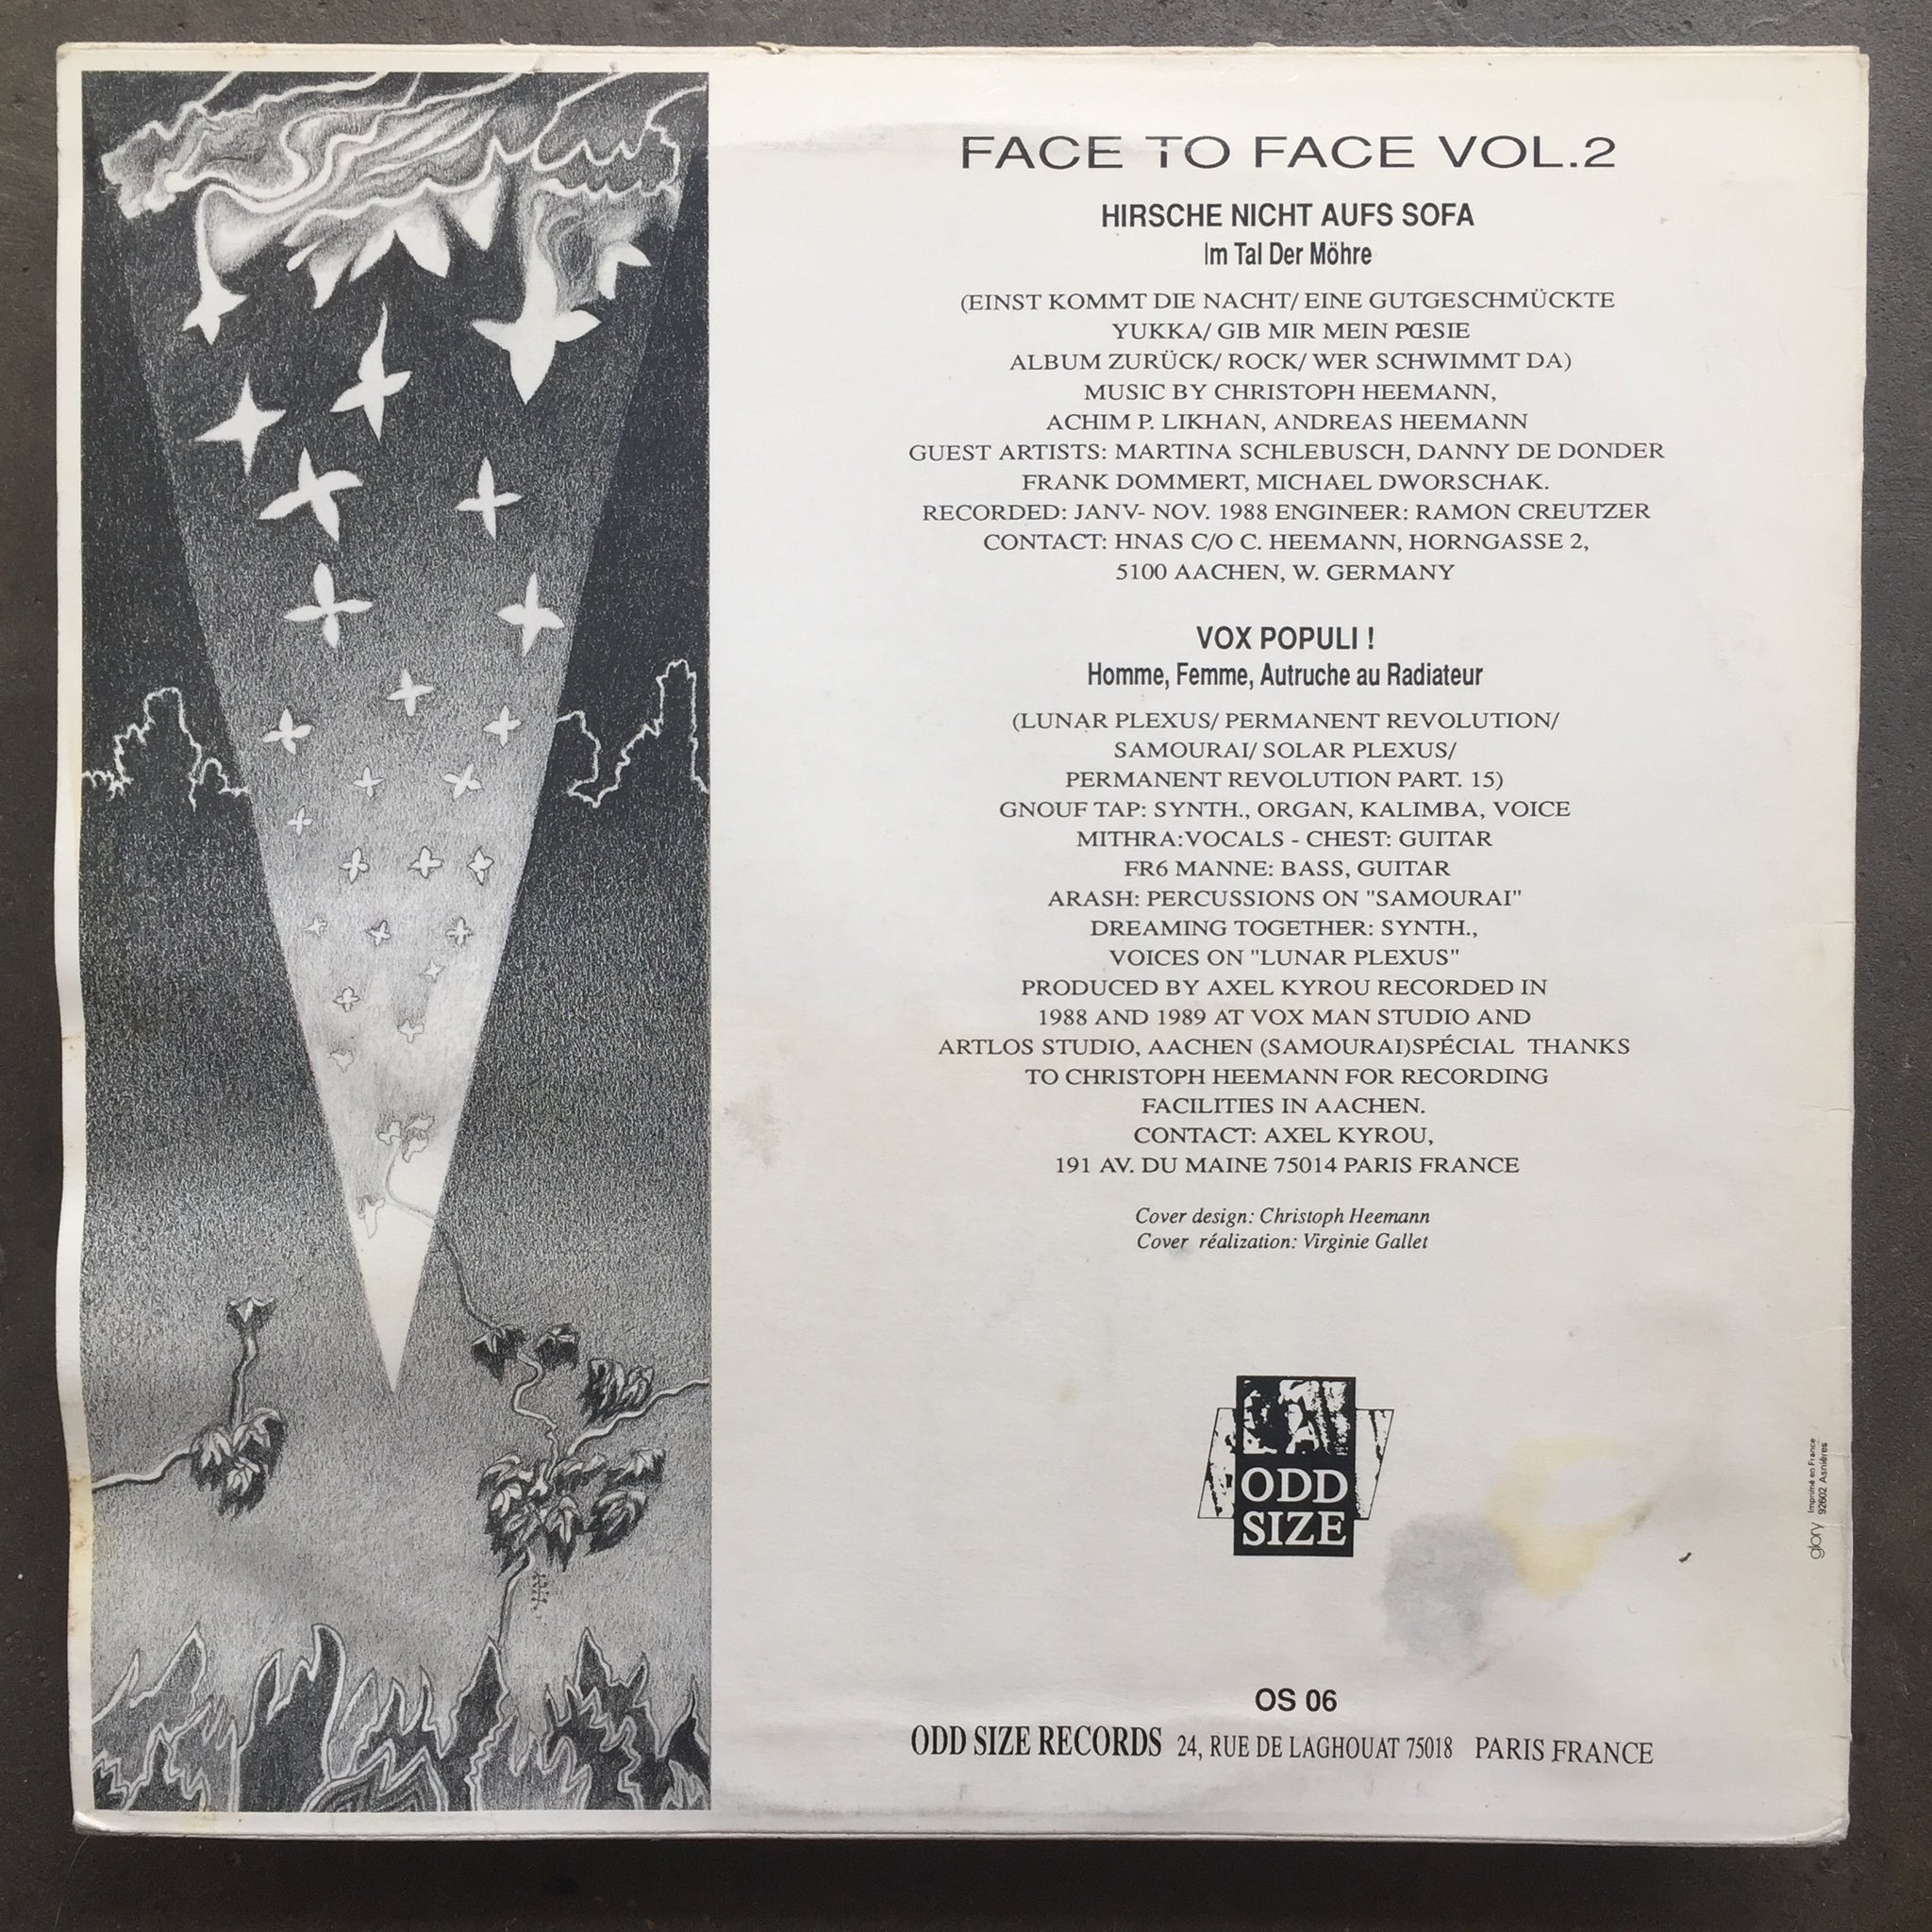 FACE TO FACE VOL.2
HIRSCHE NICHT AUFS SOFA
Im Tal Der Möhre
(EINST KOMMT DIE NACHT/ EINE GUTGESCHMÜCKTE
YUKKA/ GIB MIR MEIN PŒSIE
ALBUM ZURÜCK/ ROCK/ WER SCHWIMMT DA)
MUSIC BY CHRISTOPH HEEMANN,
ACHIM P. LIKHAN, ANDREAS HEEMANN
GUEST ARTISTS: MARTINA SCHLEBUSCH, DANNY DE DONDER
FRANK DOMMERT, MICHAEL DWORSCHAK.
RECORDED: JANV- NOV. 1988 ENGINEER: RAMON CREUTZER
CONTACT: HNAS C/O C. HEEMANN, HORNGASSE 2,
5100 AACHEN, W. GERMANY
VOX POPULI !
Homme, Femme, Autruche au Radiateur
(LUNAR PLEXUS/ PERMANENT REVOLUTION/
SAMOURAI/ SOLAR PLEXUS/
PERMANENT REVOLUTION PART. 15)
GNOUF TAP: SYNTH., ORGAN, KALIMBA, VOICE
MITHRA:VOCALS - CHEST: GUITAR
FR6 MANNE: BASS, GUITAR
ARASH: PERCUSSIONS ON "SAMOURAI"
DREAMING TOGETHER: SYNTH.,
VOICES ON "LUNAR PLEXUS"
PRODUCED BY AXEL KYROU RECORDED IN
1988 AND 1989 AT VOX MAN STUDIO AND
ARTLOS STUDIO, AACHEN (SAMOURAI)SPÉCIAL THANKS
TO CHRISTOPH HEEMANN FOR RECORDING
FACILITIES IN AACHEN.
CONTACT: AXEL KYROU,
191 AV. DU MAINE 75014 PARIS FRANCE
Cover design: Christoph Heemann
Cover réalization: Virginie Gallet
ODD
SIZE
glory Imprimé en France
92602 Asnières
OS 06
ODD SIZE RECORDS 24, RUE DE LAGHOUAT 75018 PARIS FRANCE